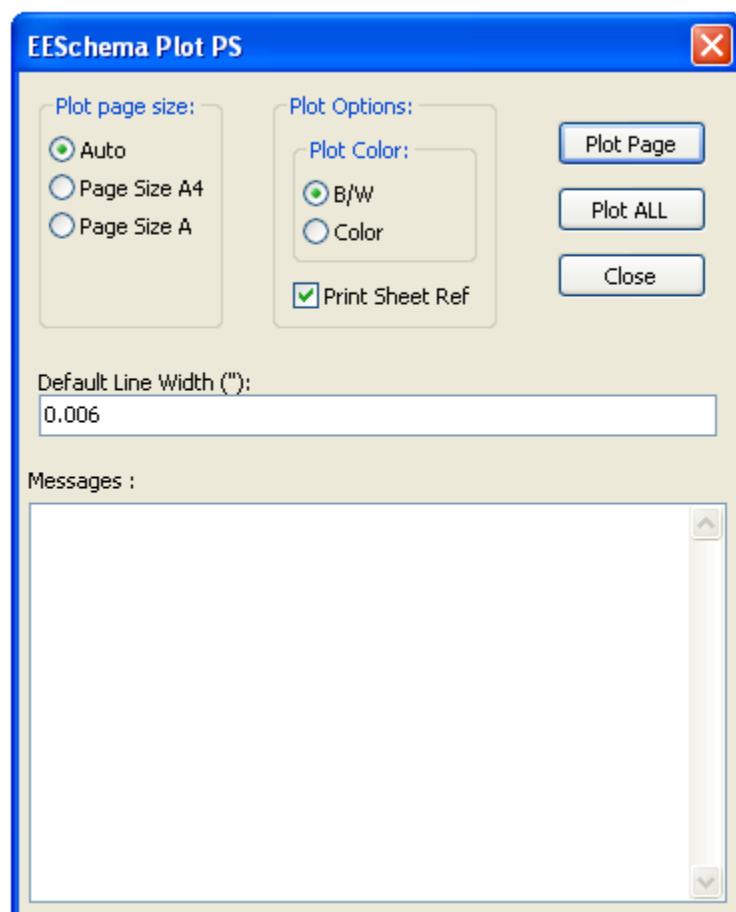 EESchema Plot PS
Plot page size:
Auto
Page Size A4
Page Size A
Plot Options:
Plot Color:
B/W
Color
Print Sheet Ref
Plot Page
Plot ALL
Close
Default Line Width ("):
0.006
Messages :